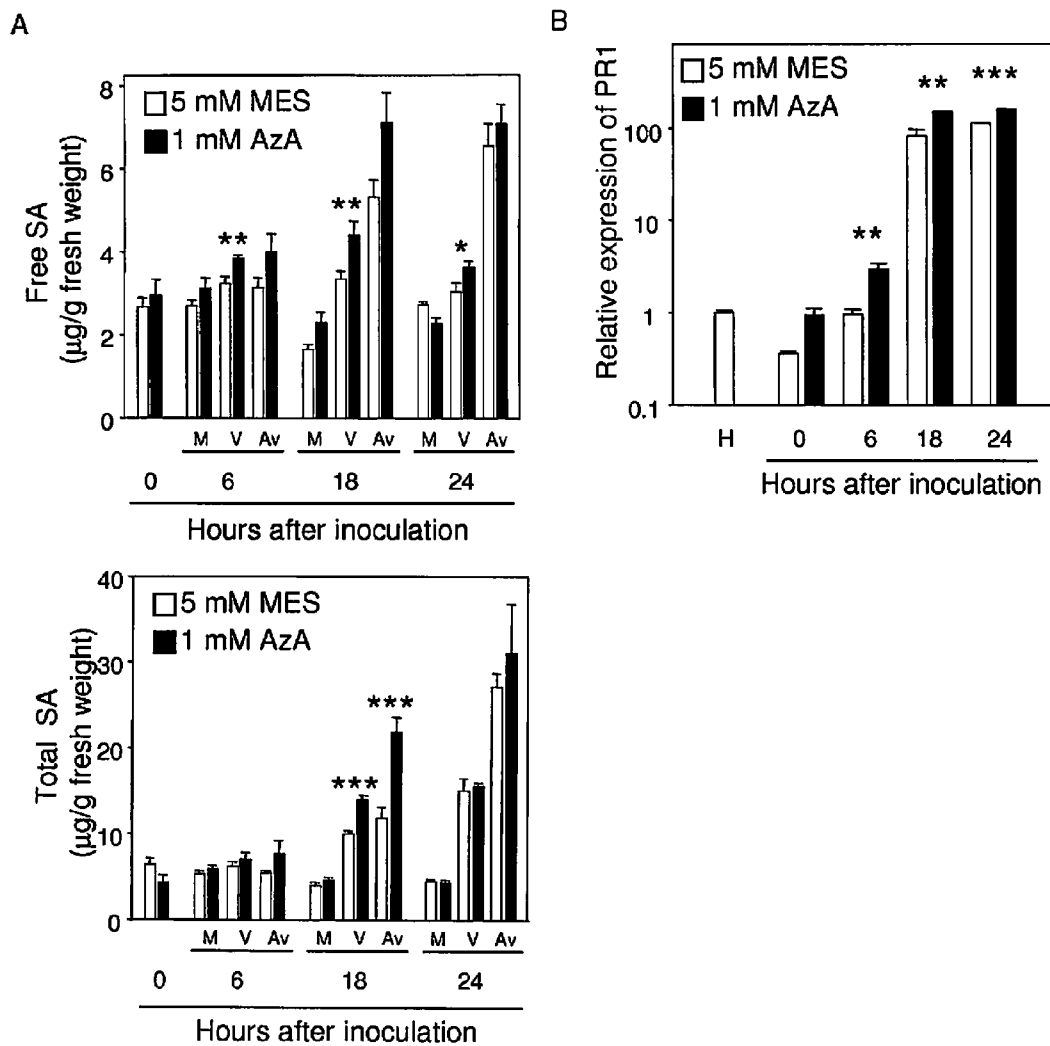 A
8
6
4
2
0
Free SA
(µg/g fresh weight)
5 mM MES
1 mM AzA
**
**
*
M V Av M V Av M V Av
0 6 18 24
Hours after inoculation
40
30
20
10
0
Total SA
(µg/g fresh weight)
5 mM MES
1 mM AzA
***
***
M V Av M V Av M V Av
0 6 18 24
Hours after inoculation
B
100
10
1
0.1
Relative expression of PR1
5 mM MES
1 mM AzA
**
**
***
H 0 6 18 24
Hours after inoculation